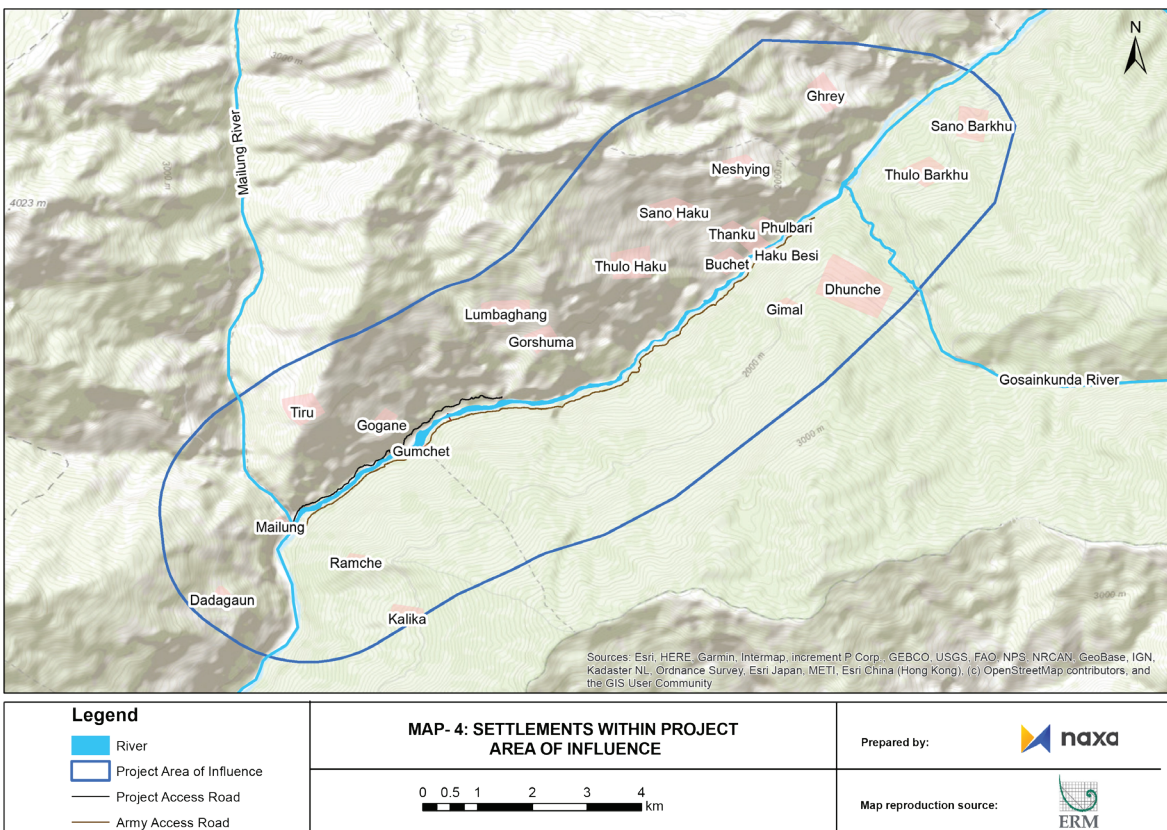 N
3000 m
Ghrey
Mailung River
Sano Barkhu
3000 m
Neshying
2000 m
Thulo Barkhu
4023 m
Sano Haku
Phulbari
Thanku
Haku Besi
Thulo Haku
Buchet
Dhunche
Lumbaghang
Gimal
Gorshuma
2000 m
Gosainkunda River
Tiru
Gogane
3000 m
Gumchet
Mailung
Ramche
Dadagaun
3000 m
Kalika
Sources: Esri, HERE, Garmin, Intermap, increment P Corp., GEBCO, USGS, FAO, NPS, NRCAN, GeoBase, IGN,
Kadaster NL, Ordnance Survey, Esri Japan, METI, Esri China (Hong Kong), (c) OpenStreetMap contributors, and
the GIS User Community
Legend
River
Project Area of Influence
Project Access Road
Army Access Road
MAP- 4: SETTLEMENTS WITHIN PROJECT
AREA OF INFLUENCE
0 0.5 1 2 3 4
km
Prepared by:
naxa
Map reproduction source:
ERM